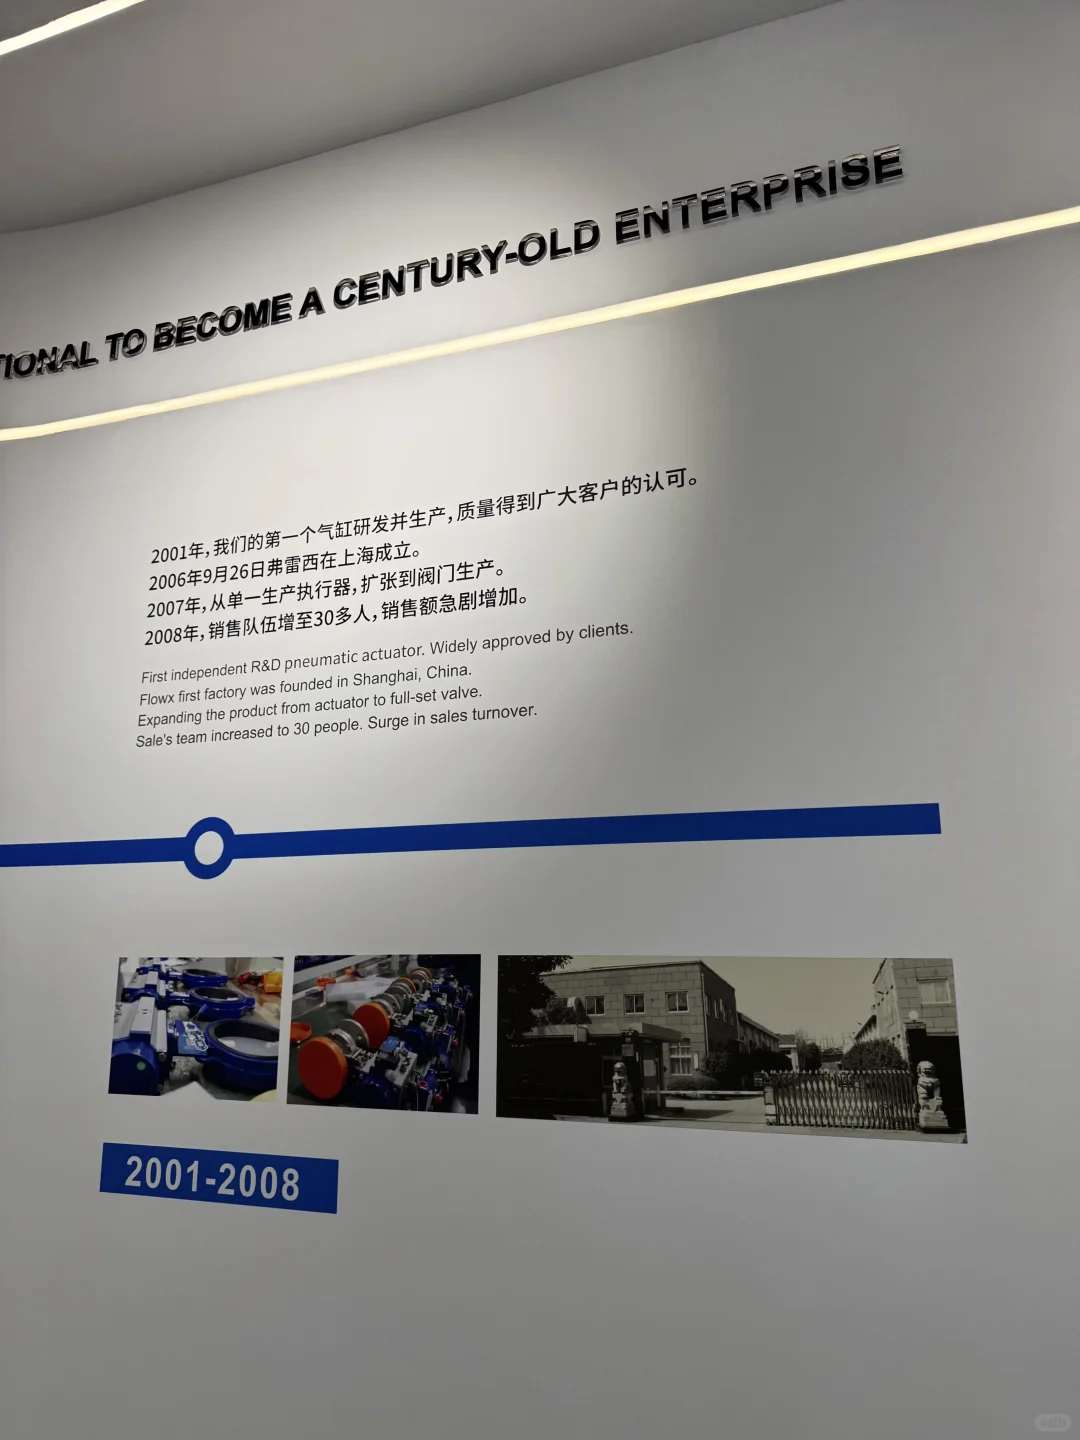 TIONAL TO BECOME A CENTURY-OLD ENTERPRISE
2001年，我们的第一个气缸研发并生产，质量得到广大客户的认可。
2006年9月26日弗雷西在上海成立。
2007年，从单一生产执行器，扩张到阀门生产。
2008年，销售队伍增至30多人，销售额急剧增加。
First independent R&D pneumatic actuator. Widely approved by clients.
Flowx first factory was founded in Shanghai, China.
Expanding the product from actuator to full-set valve.
Sale's team increased to 30 people. Surge in sales turnover.
2001-2008